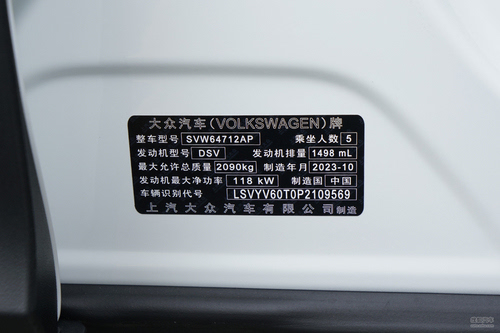 大众汽车(VOLKSWAGEN)牌
整车型号 SVW64712AP 乘坐人数 5
发动机型号 DSV 发动机排量 1498 mL
最大允许总质量 2090kg 制造年月 2023-10
发动机最大净功率 118 kW 制造国 中国
车辆识别代号 LSVYV60T0P2109569
上汽大众汽车有限公司制造